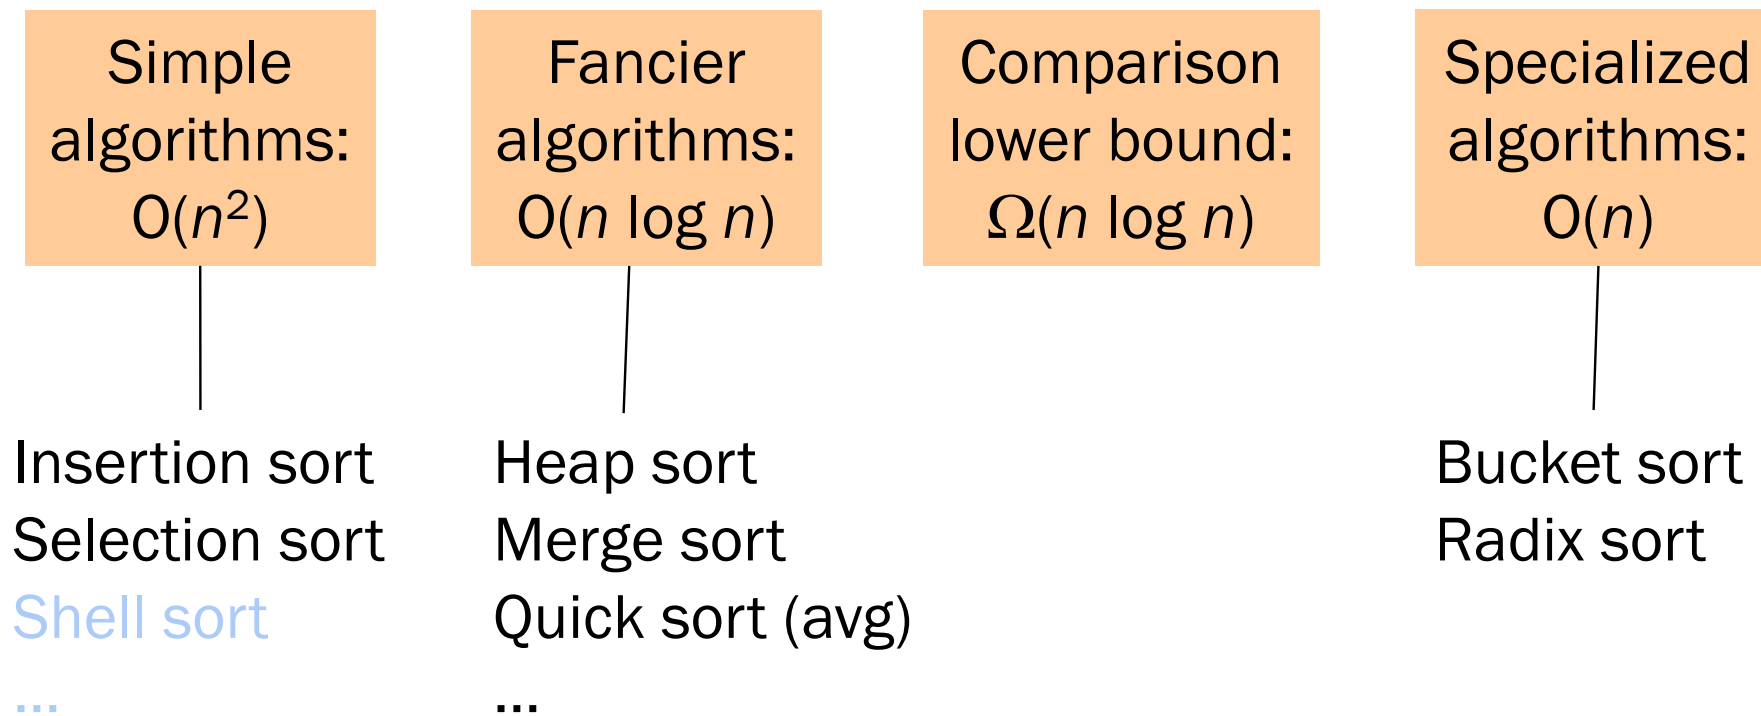 Simple
algorithms:
O(n²)
Fancier
algorithms:
O(n log n)
Comparison
lower bound:
Ω(n log n)
Specialized
algorithms:
O(n)
Insertion sort
Selection sort
Shell sort
...
Heap sort
Merge sort
Quick sort (avg)
...
Bucket sort
Radix sort